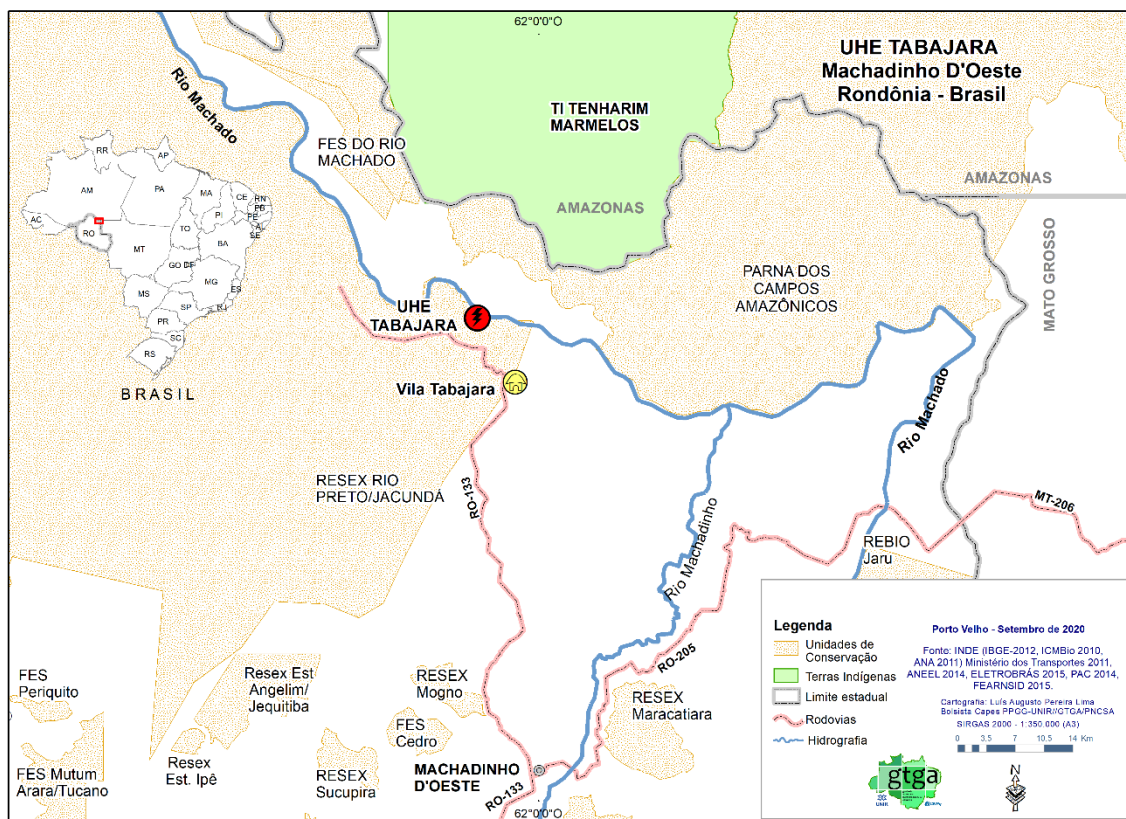 62°0'0"O
UHE TABAJARA
Machadinho D'Oeste
Rondônia - Brasil
Rio Machado
TI TENHARIM
MARMELOS
FES DO RIO
MACHADO
AMAZONAS
AMAZONAS
MATO GROSSO
RR
AP
AM
PA
MA
CE
RN
PB
PE
AL
SE
PI
AC
RO
TO
BA
MT
GO
DF
MG
ES
MS
SP
RJ
PR
SC
RS
BRASIL
PARNA DOS
CAMPOS
AMAZÔNICOS
UHE
TABAJARA
Vila Tabajara
Rio Machado
RESEX RIO
PRETO/JACUNDÁ
RO-133
Rio Machadinho
MT-206
REBIO
Jaru
RO-205
FES
Periquito
Resex Est
Angelim/
Jequitiba
RESEX
Mogno
FES
Cedro
RESEX
Maracatiara
FES Mutum
Arara/Tucano
Resex
Est. Ipê
RESEX
Sucupira
MACHADINHO
D'OESTE
RO-133
62°0'0"O
Legenda
Unidades de
Conservação
Terras Indígenas
Limite estadual
Rodovias
Hidrografia
Porto Velho - Setembro de 2020
Fonte: INDE (IBGE-2012, ICMBio 2010,
ANA 2011) Ministério dos Transportes 2011,
ANEEL 2014, ELETROBRÁS 2015, PAC 2014,
FEARNSID 2015.
Cartografia: Luís Augusto Pereira Lima
Bolsista Capes PPGG-UNIR//GTGA/PNCSA
SIRGAS 2000 - 1:350.000 (A3)
0 3.5 7 10.5 14 Km
gtga
N